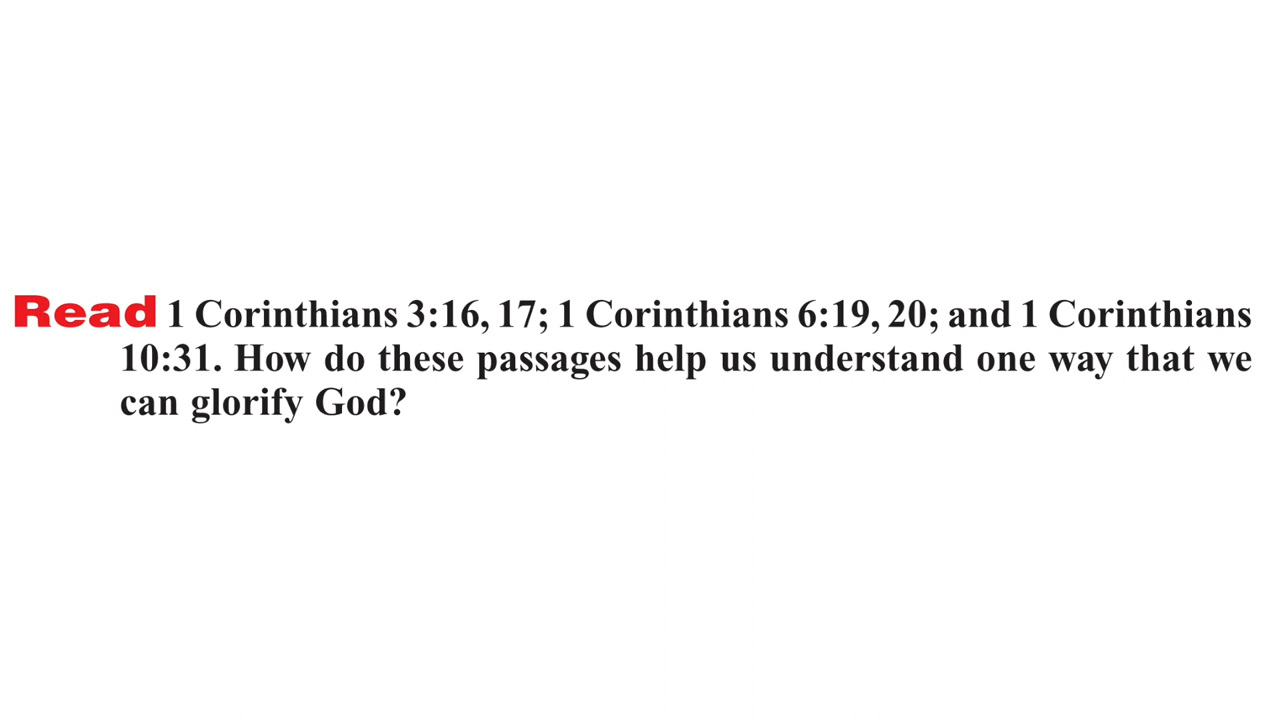 Read 1 Corinthians 3:16, 17; 1 Corinthians 6:19, 20; and 1 Corinthians
10:31. How do these passages help us understand one way that we
can glorify God?